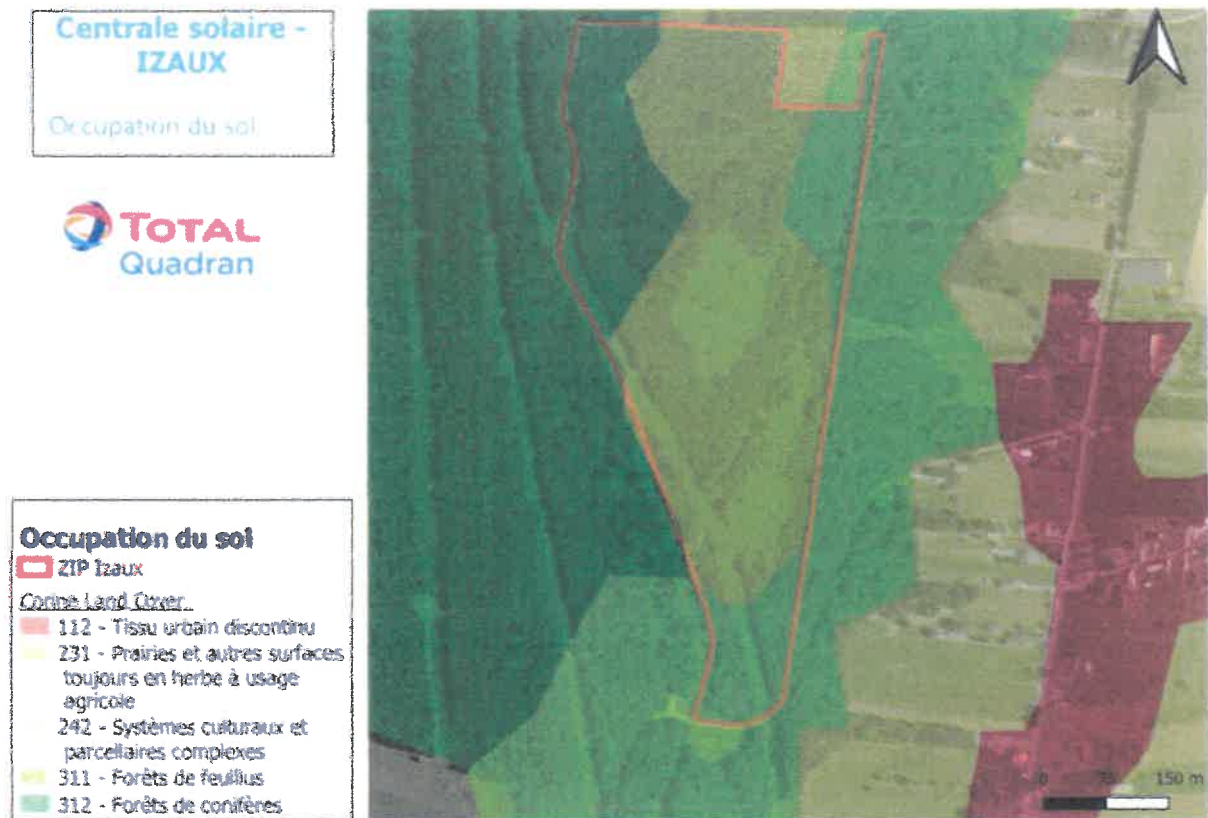 Centrale solaire -
IZAUX
Occupation du sol
TOTAL
Quadran
Occupation du sol
ZIP Izaux
Corine Land Cover
112 - Tissu urbain discontinu
231 - Prairies et autres surfaces
toujours en herbe à usage
agricole
242 - Systèmes culturaux et
parcellaires complexes
311 - Forêts de feuillus
312 - Forêts de conifères
0 75 150 m